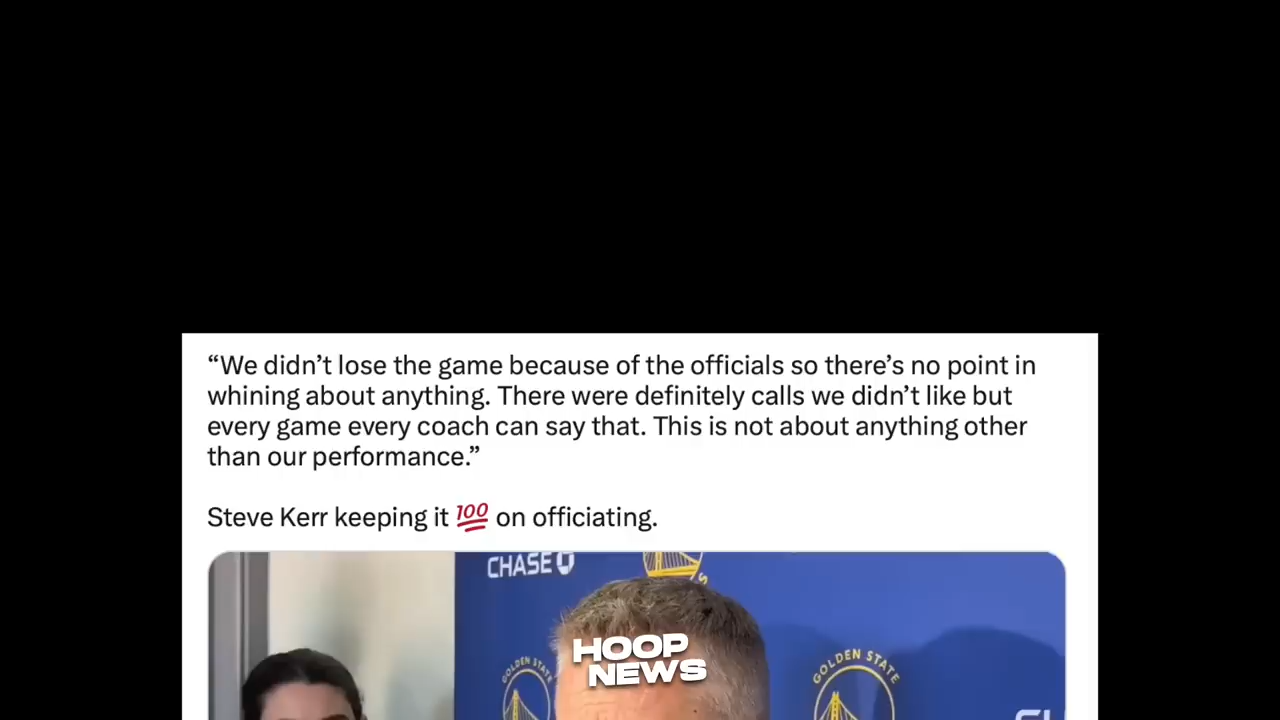 “We didn’t lose the game because of the officials so there’s no point in
whining about anything. There were definitely calls we didn’t like but
every game every coach can say that. This is not about anything other
than our performance.”
Steve Kerr keeping it 💯 on officiating.
CHASE
HOOP
NEWS
GOLDEN STATE
GOLDEN STATE